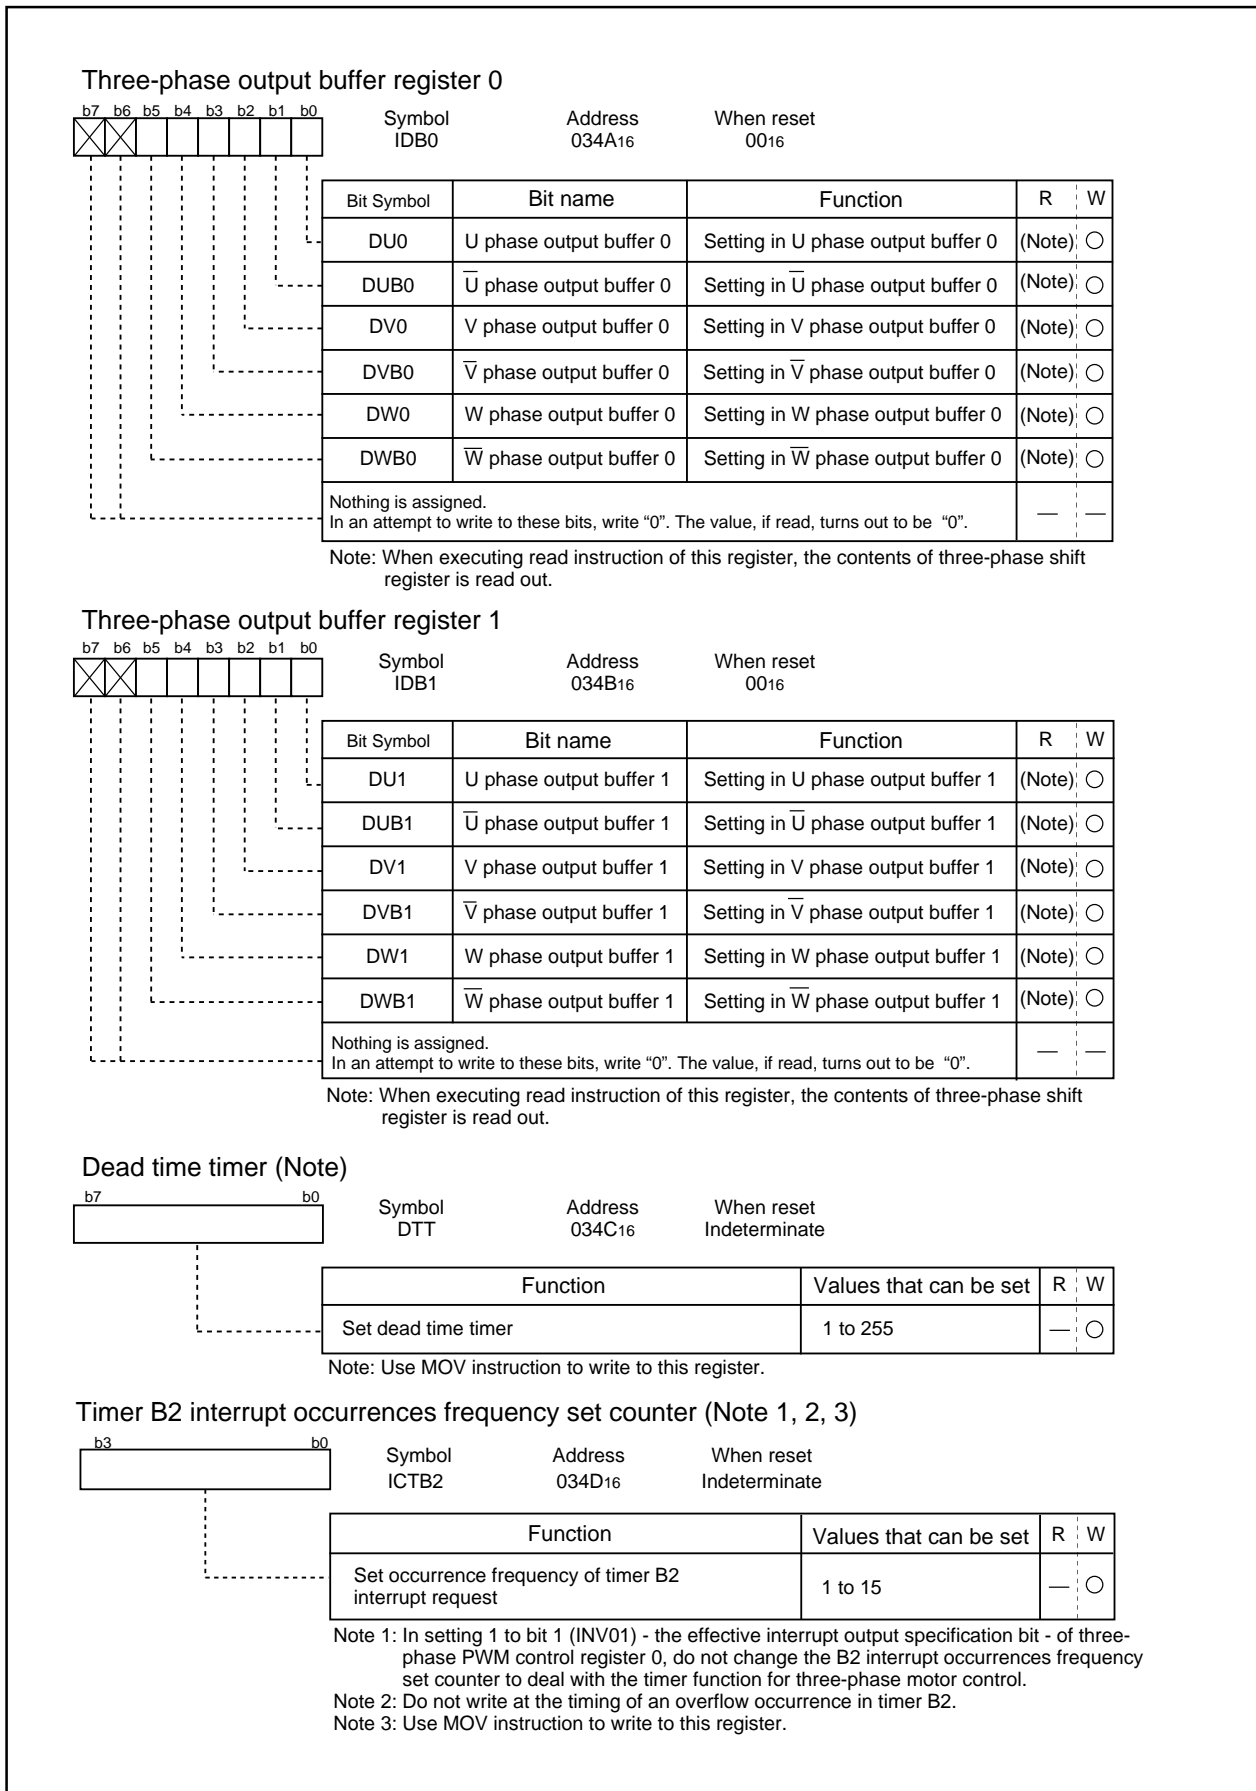 Three-phase output buffer register 0
b7 b6 b5 b4 b3 b2 b1 b0
Symbol Address When reset
IDB0 034A16 0016
Bit Symbol Bit name Function R W
DU0 U phase output buffer 0 Setting in U phase output buffer 0 (Note) ○
DUB0 U̅ phase output buffer 0 Setting in U̅ phase output buffer 0 (Note) ○
DV0 V phase output buffer 0 Setting in V phase output buffer 0 (Note) ○
DVB0 V̅ phase output buffer 0 Setting in V̅ phase output buffer 0 (Note) ○
DW0 W phase output buffer 0 Setting in W phase output buffer 0 (Note) ○
DWB0 W̅ phase output buffer 0 Setting in W̅ phase output buffer 0 (Note) ○
Nothing is assigned.
In an attempt to write to these bits, write “0”. The value, if read, turns out to be “0”. — —
Note: When executing read instruction of this register, the contents of three-phase shift
register is read out.
Three-phase output buffer register 1
b7 b6 b5 b4 b3 b2 b1 b0
Symbol Address When reset
IDB1 034B16 0016
Bit Symbol Bit name Function R W
DU1 U phase output buffer 1 Setting in U phase output buffer 1 (Note) ○
DUB1 U̅ phase output buffer 1 Setting in U̅ phase output buffer 1 (Note) ○
DV1 V phase output buffer 1 Setting in V phase output buffer 1 (Note) ○
DVB1 V̅ phase output buffer 1 Setting in V̅ phase output buffer 1 (Note) ○
DW1 W phase output buffer 1 Setting in W phase output buffer 1 (Note) ○
DWB1 W̅ phase output buffer 1 Setting in W̅ phase output buffer 1 (Note) ○
Nothing is assigned.
In an attempt to write to these bits, write “0”. The value, if read, turns out to be “0”. — —
Note: When executing read instruction of this register, the contents of three-phase shift
register is read out.
Dead time timer (Note)
b7 b0
Symbol Address When reset
DTT 034C16 Indeterminate
Function Values that can be set R W
Set dead time timer 1 to 255 — ○
Note: Use MOV instruction to write to this register.
Timer B2 interrupt occurrences frequency set counter (Note 1, 2, 3)
b3 b0
Symbol Address When reset
ICTB2 034D16 Indeterminate
Function Values that can be set R W
Set occurrence frequency of timer B2
interrupt request 1 to 15 — ○
Note 1: In setting 1 to bit 1 (INV01) - the effective interrupt output specification bit - of three-
phase PWM control register 0, do not change the B2 interrupt occurrences frequency
set counter to deal with the timer function for three-phase motor control.
Note 2: Do not write at the timing of an overflow occurrence in timer B2.
Note 3: Use MOV instruction to write to this register.